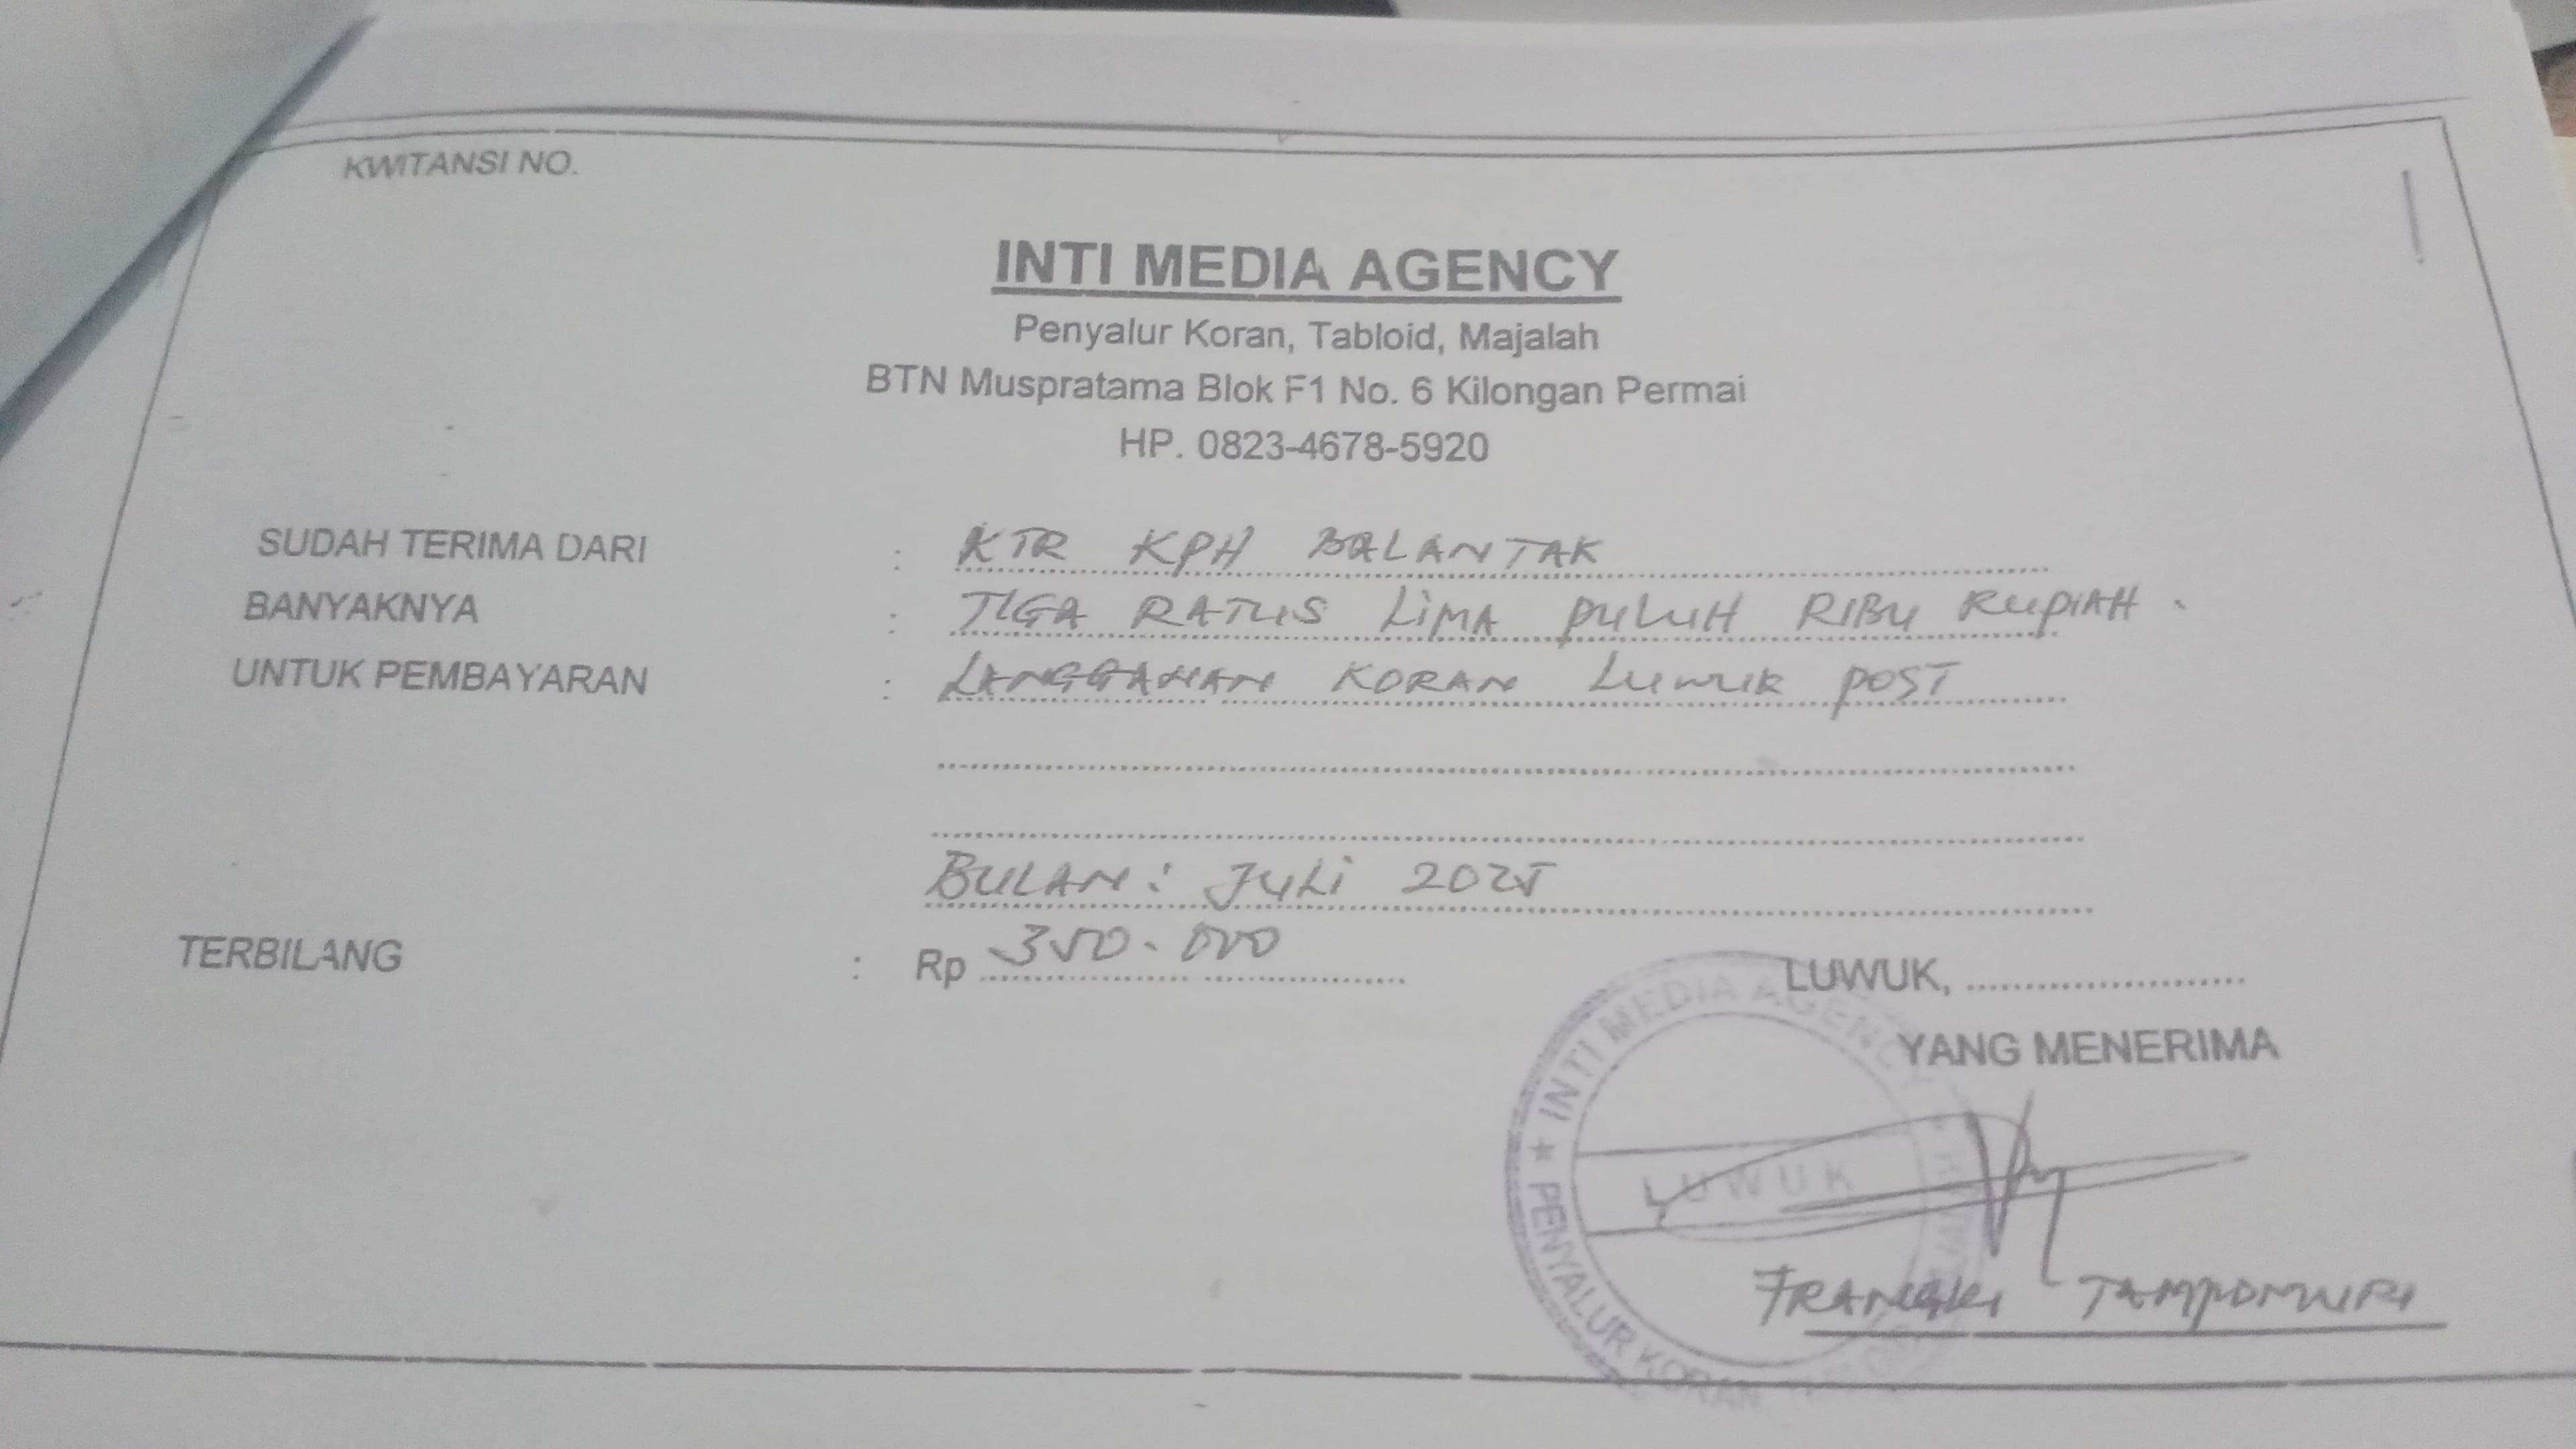 KWITANSI NO.
INTI MEDIA AGENCY
Penyalur Koran, Tabloid, Majalah
BTN Muspratama Blok F1 No. 6 Kilongan Permai
HP. 0823-4678-5920
SUDAH TERIMA DARI : KTR KPH BALANTAK
BANYAKNYA : TIGA RATUS LIMA PULUH RIBU RUPIAH
UNTUK PEMBAYARAN : LANGGANAN KORAN LUWUK POST
BULAN : JULI 2025
TERBILANG : Rp 350.000
LUWUK, ........................
YANG MENERIMA
INTI MEDIA AGENCY
LUWUK
★ PENYALUR KORAN